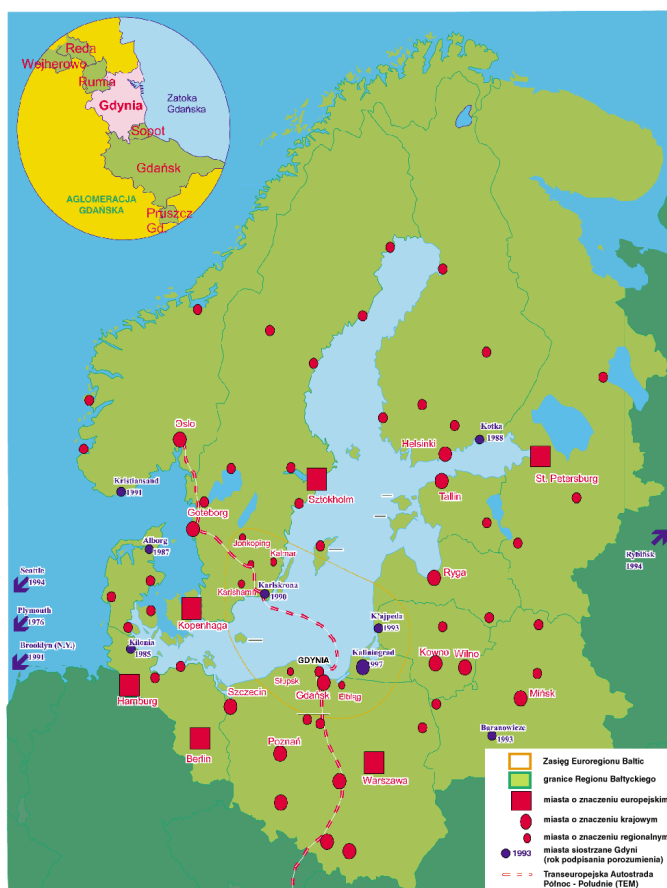 Reda
Wejherowo
Rumia
Gdynia
Zatoka
Gdańska
Sopot
Gdańsk
AGLOMERACJA
GDAŃSKA
Pruszcz
Gd.
Oslo
Helsinki
Kotka
1988
St. Petersburg
Kristiansand
1991
Sztokholm
Tallin
Göteborg
Alborg
1987
Jonkoping
Kalmar
Rybińsk
1994
Seattle
1994
Ryga
Karlshamn
Karlskrona
1990
Plymouth
1976
Kopenhaga
Kłajpeda
1993
Brooklyn (N.Y.)
1991
Kilonia
1985
GDYNIA
Kaliningrad
1997
Kowno
Wilno
Słupsk
Gdańsk
Elbląg
Hamburg
Szczecin
Mińsk
Berlin
Poznań
Baranowicze
1993
Warszawa
Zasięg Euroregionu Baltic
granice Regionu Bałtyckiego
miasta o znaczeniu europejskim
miasta o znaczeniu krajowym
miasta o znaczeniu regionalnym
1993
miasta siostrzane Gdyni
(rok podpisania porozumienia)
Transeuropejska Autostrada
Północ - Południe (TEM)